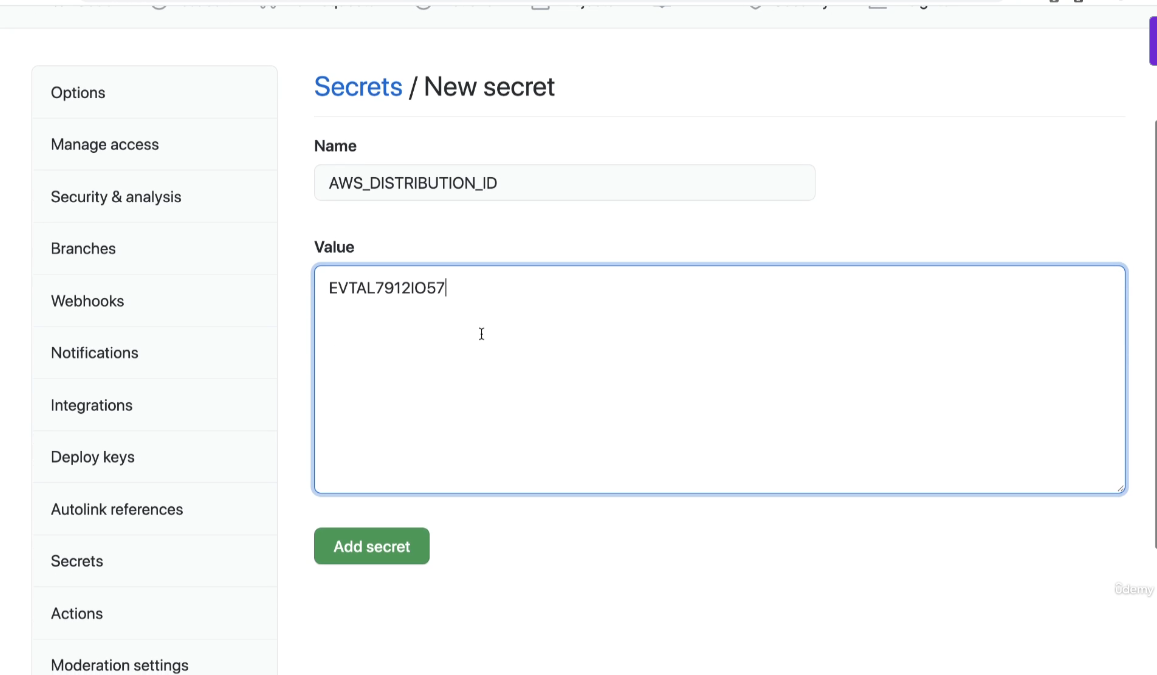 Secrets / New secret
Options
Manage access
Security & analysis
Branches
Webhooks
Notifications
Integrations
Deploy keys
Autolink references
Secrets
Actions
Moderation settings
Name
AWS_DISTRIBUTION_ID
Value
EVTAL7912IO57
Add secret
ûdemy